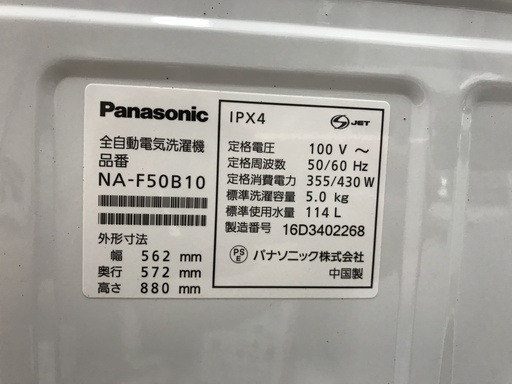 Panasonic
全自動電気洗濯機
品番
NA-F50B10
外形寸法
幅 562 mm
奥行 572 mm
高さ 880 mm
IPX4
S JET
定格電圧 100 V ～
定格周波数 50/60 Hz
定格消費電力 355/430 W
標準洗濯容量 5.0 kg
標準使用水量 114 L
製造番号 16D3402268
PS E パナソニック株式会社
中国製